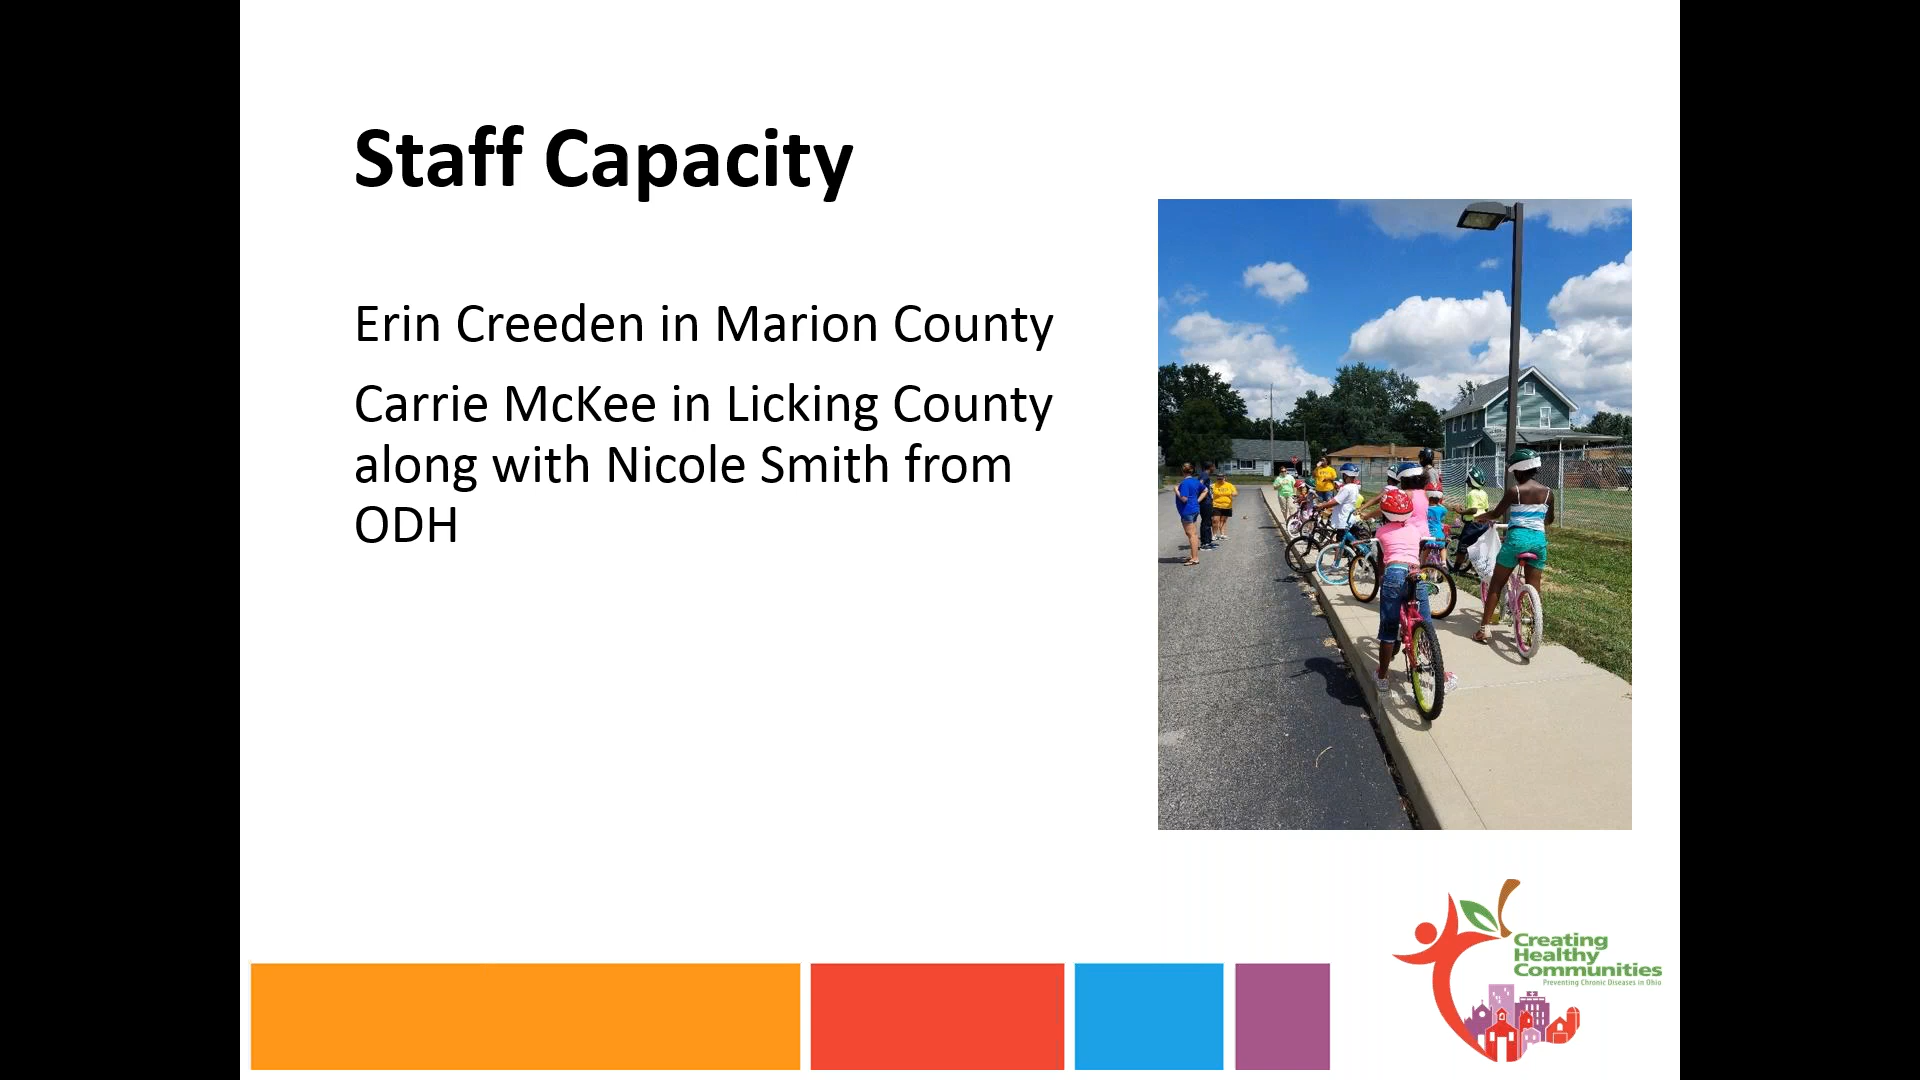 Staff Capacity
Erin Creeden in Marion County
Carrie McKee in Licking County
along with Nicole Smith from
ODH
Creating
Healthy
Communities
Preventing Chronic Diseases in Ohio